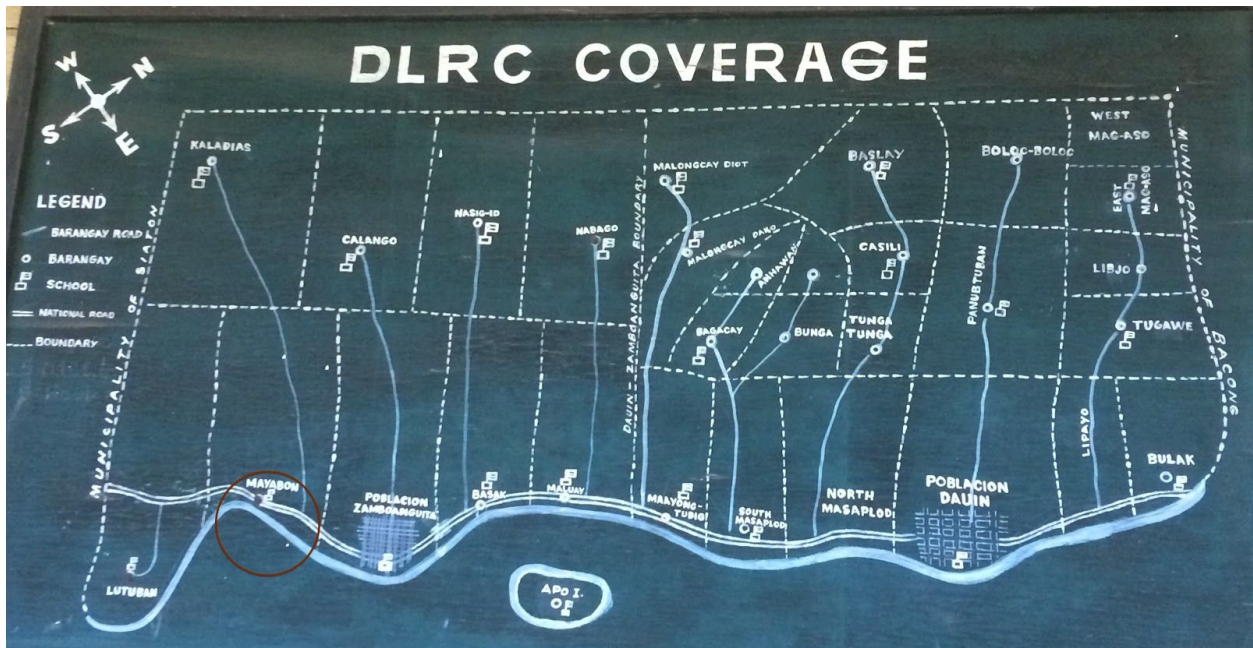 DLRC COVERAGE
W
N
S
E
LEGEND
BARANGAY ROAD
BARANGAY
SCHOOL
NATIONAL ROAD
BOUNDARY
MUNICIPALITY OF SIATON
KALADIAS
CALANGO
NASIG-ID
NABAGO
DAUIN-ZAMBOANGUITA BOUNDARY
MALONGCAY DIOT
MALONGCAY DAKO
ANHAWAN
BAGACAY
BUNGA
BASLAY
CASILI
TUNGA
TUNGA
BOLOC-BOLOC
PANUBTUBAN
WEST
MAG-ASO
EAST
MAG-ASO
LIBJO
TUGAWE
LIPAYO
MUNICIPALITY OF BACONG
BULAK
MAYABON
POBLACION
ZAMBOANGUITA
BASAK
MALUAY
MAAYONG-
TUBIG
SOUTH
MASAPLOD
NORTH
MASAPLOD
POBLACION
DAUIN
LUTUBAN
APO I.